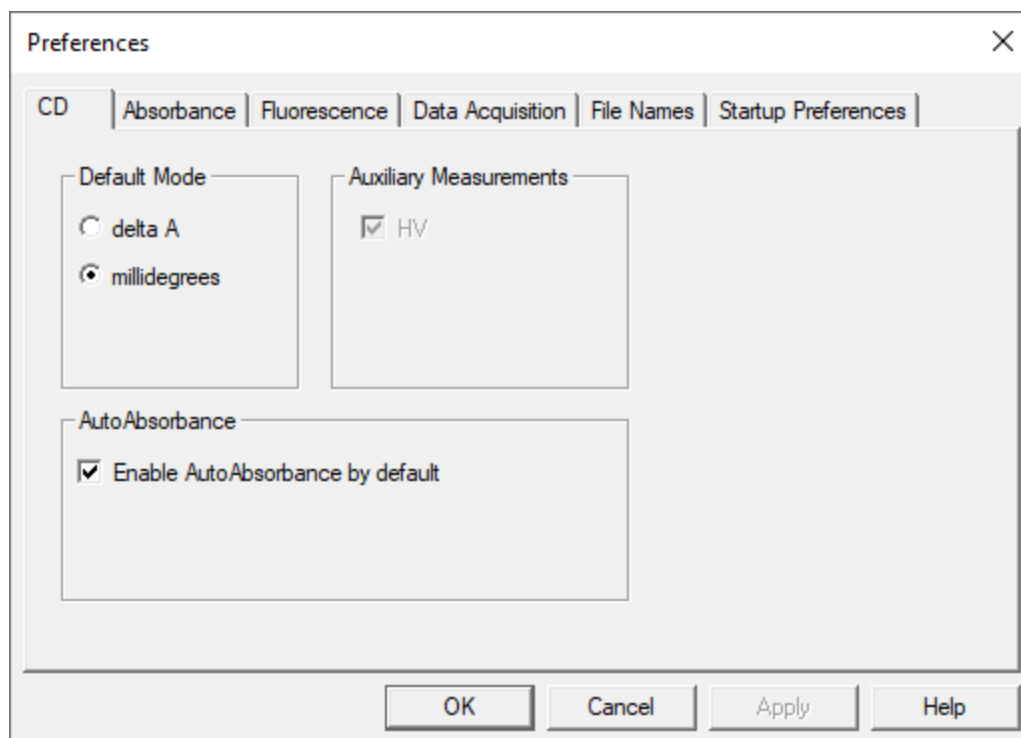 Preferences
CD Absorbance Fluorescence Data Acquisition File Names Startup Preferences
Default Mode Auxiliary Measurements
delta A HV
millidegrees
AutoAbsorbance
Enable AutoAbsorbance by default
OK Cancel Apply Help